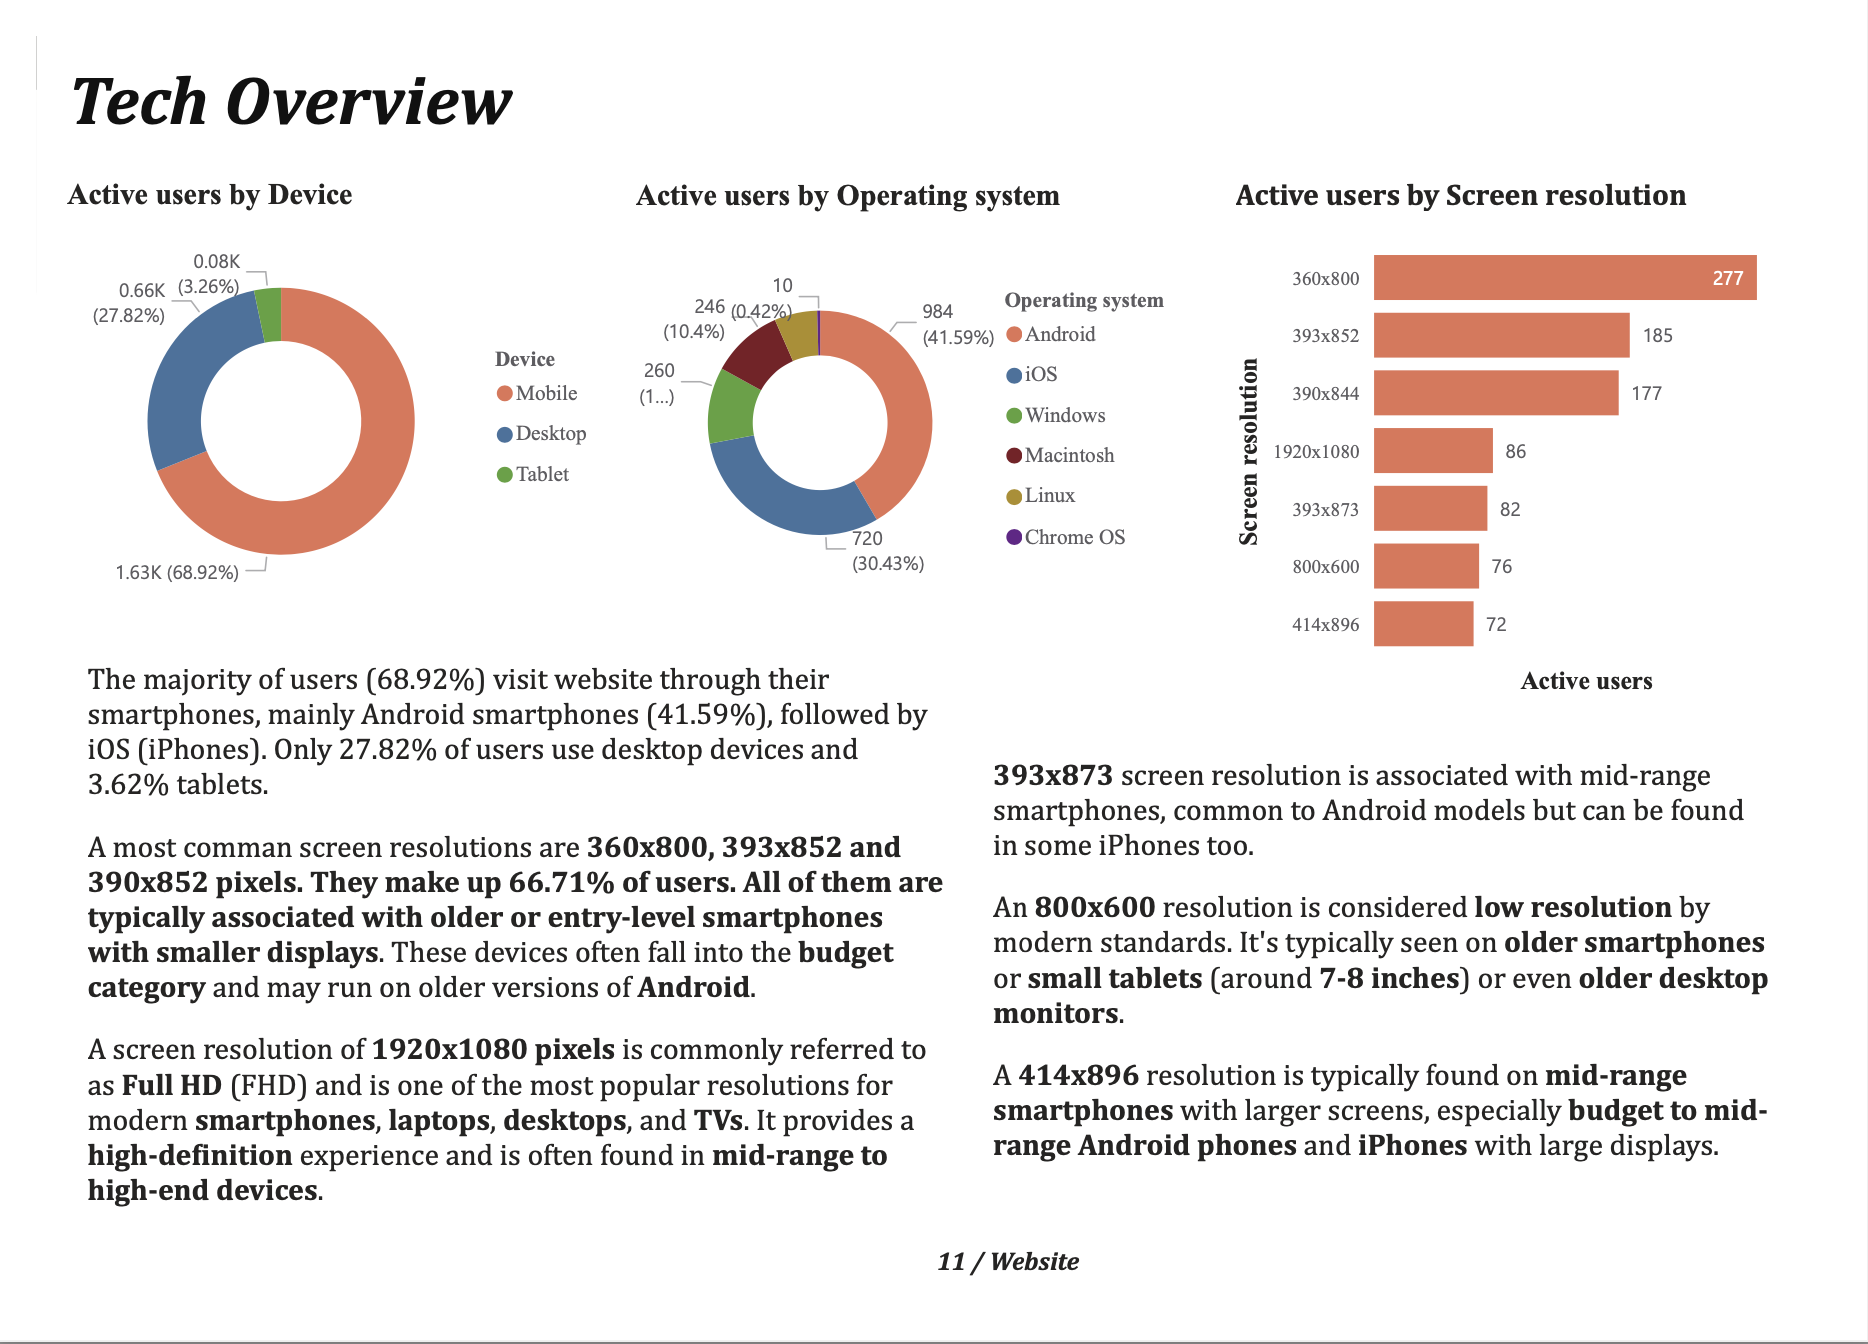 Tech Overview
Active users by Device
0.08K
(3.26%)
0.66K
(27.82%)
1.63K (68.92%)
Device
Mobile
Desktop
Tablet
Active users by Operating system
10
(0.42%)
246
(10.4%)
260
(1...)
984
(41.59%)
720
(30.43%)
Operating system
Android
iOS
Windows
Macintosh
Linux
Chrome OS
Active users by Screen resolution
Screen resolution
360x800 277
393x852 185
390x844 177
1920x1080 86
393x873 82
800x600 76
414x896 72
Active users
The majority of users (68.92%) visit website through their
smartphones, mainly Android smartphones (41.59%), followed by
iOS (iPhones). Only 27.82% of users use desktop devices and
3.62% tablets.
A most comman screen resolutions are 360x800, 393x852 and
390x852 pixels. They make up 66.71% of users. All of them are
typically associated with older or entry-level smartphones
with smaller displays. These devices often fall into the budget
category and may run on older versions of Android.
A screen resolution of 1920x1080 pixels is commonly referred to
as Full HD (FHD) and is one of the most popular resolutions for
modern smartphones, laptops, desktops, and TVs. It provides a
high-definition experience and is often found in mid-range to
high-end devices.
393x873 screen resolution is associated with mid-range
smartphones, common to Android models but can be found
in some iPhones too.
An 800x600 resolution is considered low resolution by
modern standards. It's typically seen on older smartphones
or small tablets (around 7-8 inches) or even older desktop
monitors.
A 414x896 resolution is typically found on mid-range
smartphones with larger screens, especially budget to mid-
range Android phones and iPhones with large displays.
11 / Website